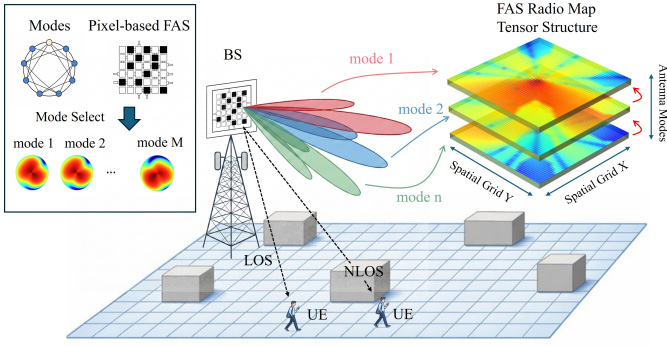 Modes
Pixel-based FAS
Mode Select
mode 1
mode 2
...
mode M
BS
mode 1
mode 2
mode n
FAS Radio Map
Tensor Structure
Antenna Modes
Spatial Grid Y
Spatial Grid X
LOS
NLOS
UE
UE